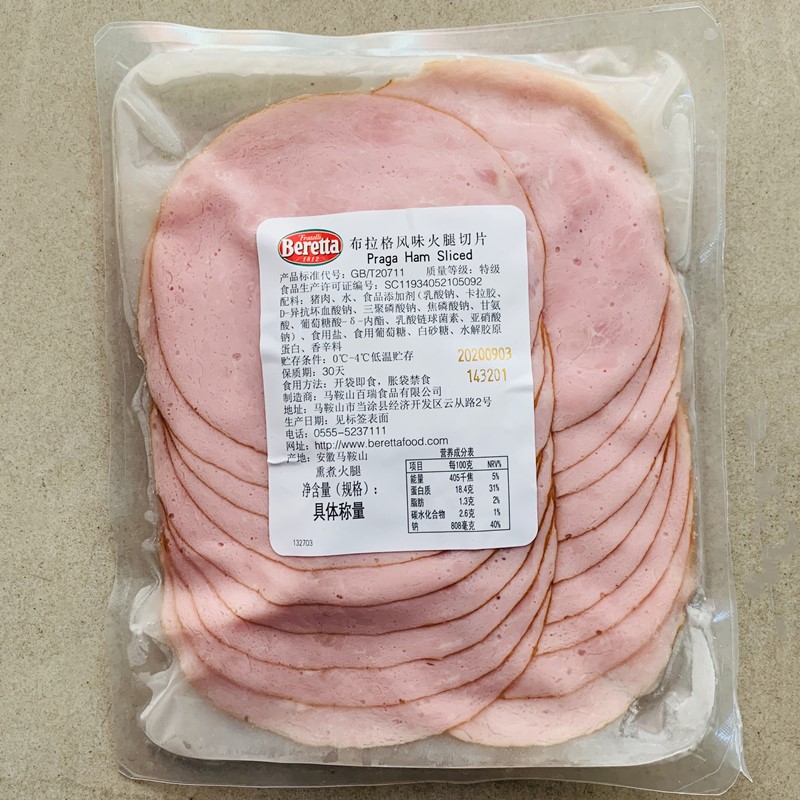 Fratelli
Beretta
1812
布拉格风味火腿切片
Praga Ham Sliced
产品标准代号：GB/T20711 质量等级：特级
食品生产许可证编号：SC11934052105092
配料：猪肉、水、食品添加剂（乳酸钠、卡拉胶、
D-异抗坏血酸钠、三聚磷酸钠、焦磷酸钠、甘氨
酸、葡萄糖酸-δ-内酯、乳酸链球菌素、亚硝酸
钠）、食用盐、食用葡萄糖、白砂糖、水解胶原
蛋白、香辛料
贮存条件：0℃-4℃低温贮存
保质期：30天
20200903
143201
食用方法：开袋即食，胀袋禁食
制造商：马鞍山百瑞食品有限公司
地址：马鞍山市当涂县经济开发区云从路2号
生产日期：见标签表面
电话：0555-5237111
网址：http://www.berettafood.com
产地：安徽马鞍山
熏煮火腿
净含量（规格）：
具体称量
营养成分表
项目 每100克 NRV%
能量 405千焦 5%
蛋白质 18.4克 31%
脂肪 1.3克 2%
碳水化合物 2.6克 1%
钠 808毫克 40%
132703